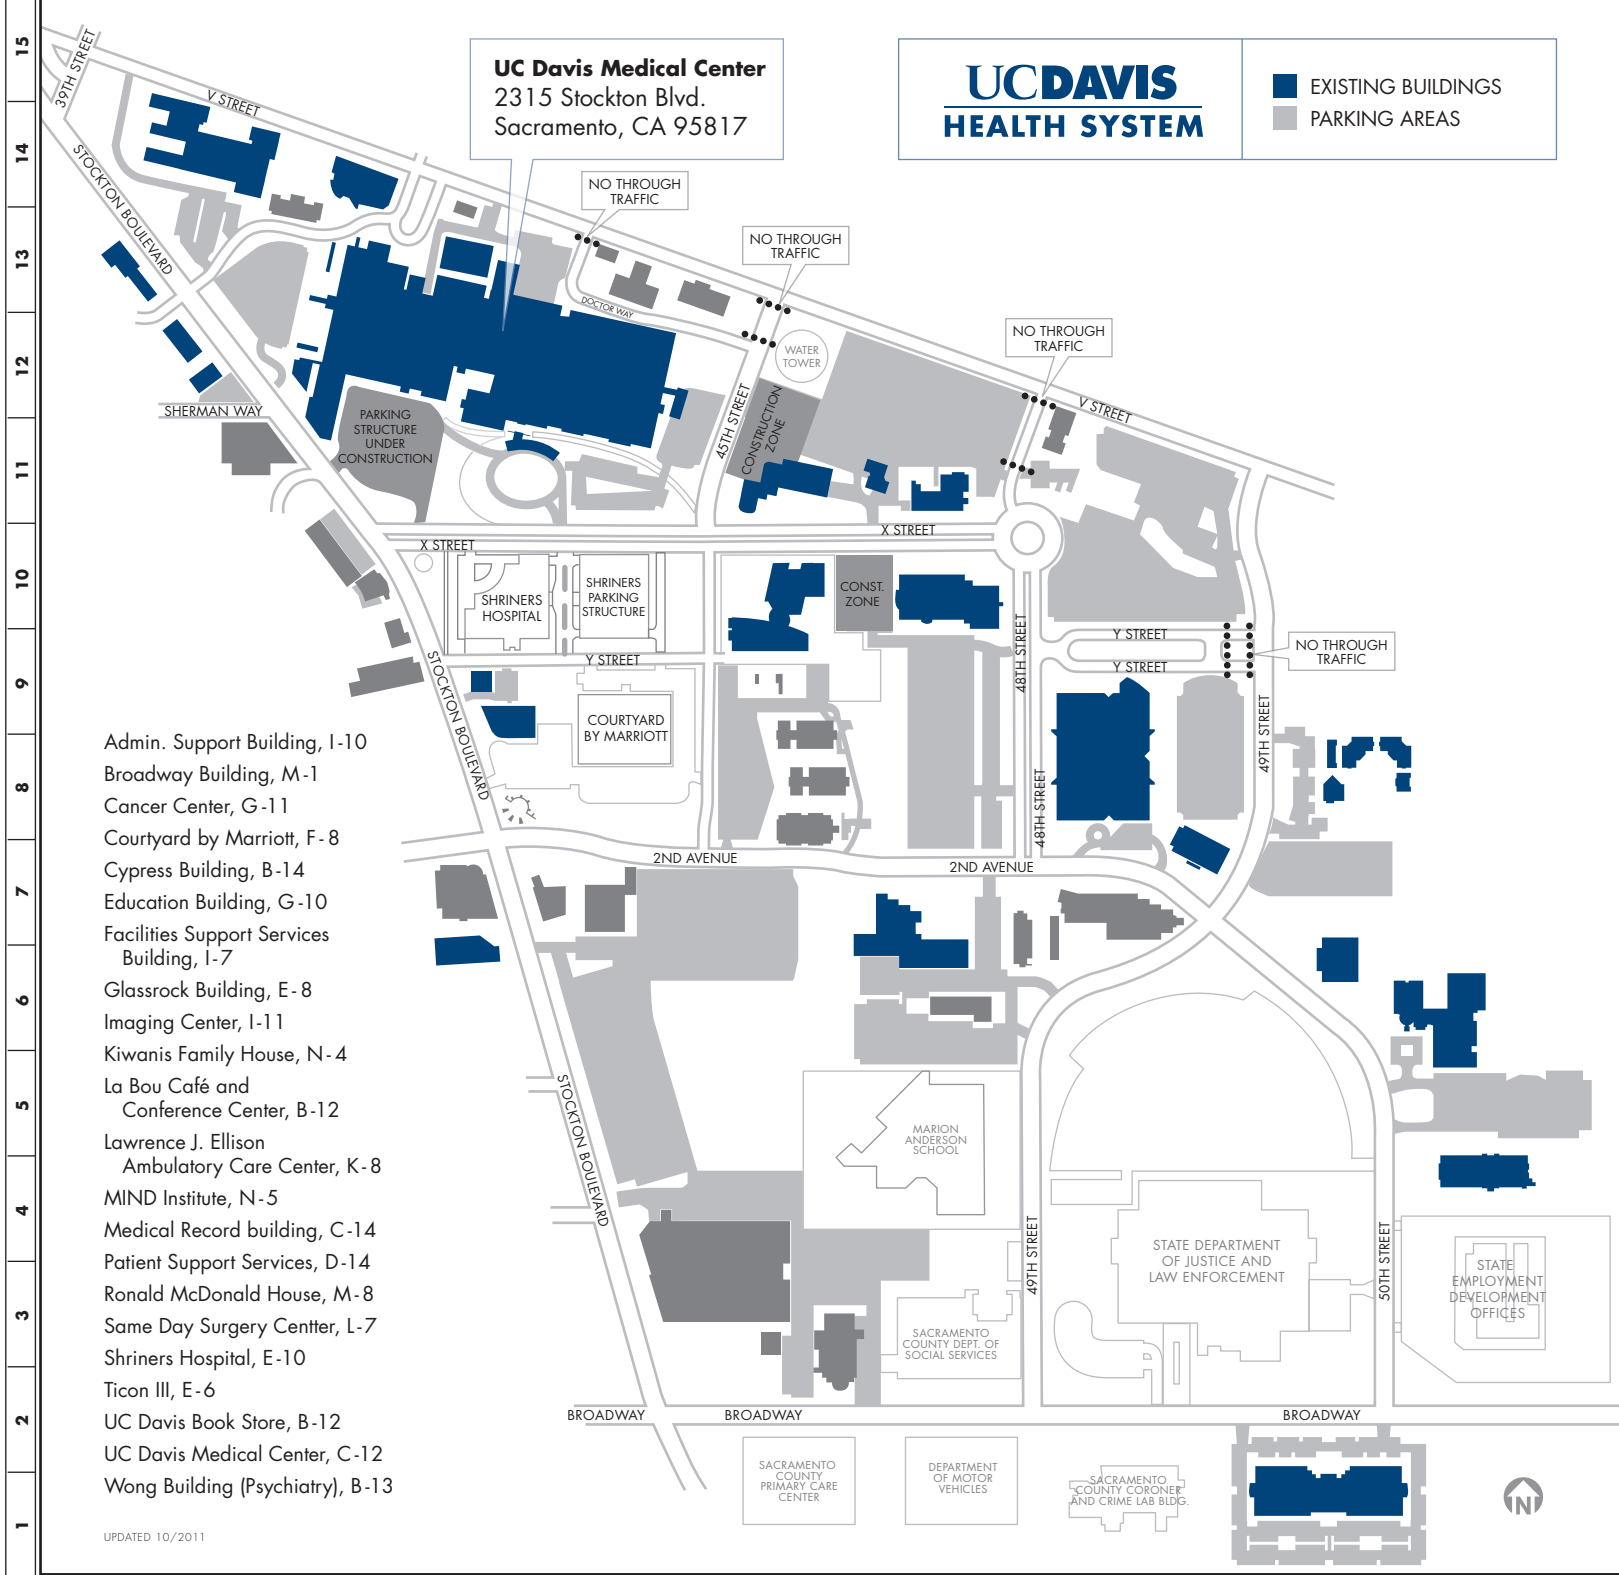 15
14
13
12
11
10
9
8
7
6
5
4
3
2
1
UC Davis Medical Center
2315 Stockton Blvd.
Sacramento, CA 95817
UCDAVIS
HEALTH SYSTEM
EXISTING BUILDINGS
PARKING AREAS
39TH STREET
V STREET
STOCKTON BOULEVARD
NO THROUGH
TRAFFIC
NO THROUGH
TRAFFIC
DOCTOR WAY
WATER
TOWER
NO THROUGH
TRAFFIC
V STREET
SHERMAN WAY
PARKING
STRUCTURE
UNDER
CONSTRUCTION
45TH STREET
CONSTRUCTION
ZONE
X STREET
X STREET
SHRINERS
HOSPITAL
SHRINERS
PARKING
STRUCTURE
CONST.
ZONE
48TH STREET
Y STREET
Y STREET
NO THROUGH
TRAFFIC
Y STREET
STOCKTON BOULEVARD
COURTYARD
BY MARRIOTT
49TH STREET
48TH STREET
2ND AVENUE
2ND AVENUE
Admin. Support Building, I-10
Broadway Building, M-1
Cancer Center, G-11
Courtyard by Marriott, F-8
Cypress Building, B-14
Education Building, G-10
Facilities Support Services
Building, I-7
Glassrock Building, E-8
Imaging Center, I-11
Kiwanis Family House, N-4
La Bou Café and
Conference Center, B-12
Lawrence J. Ellison
Ambulatory Care Center, K-8
MIND Institute, N-5
Medical Record building, C-14
Patient Support Services, D-14
Ronald McDonald House, M-8
Same Day Surgery Centter, L-7
Shriners Hospital, E-10
Ticon III, E-6
UC Davis Book Store, B-12
UC Davis Medical Center, C-12
Wong Building (Psychiatry), B-13
UPDATED 10/2011
STOCKTON BOULEVARD
MARION
ANDERSON
SCHOOL
49TH STREET
STATE DEPARTMENT
OF JUSTICE AND
LAW ENFORCEMENT
50TH STREET
STATE
EMPLOYMENT
DEVELOPMENT
OFFICES
SACRAMENTO
COUNTY DEPT. OF
SOCIAL SERVICES
BROADWAY
BROADWAY
BROADWAY
SACRAMENTO
COUNTY
PRIMARY CARE
CENTER
DEPARTMENT
OF MOTOR
VEHICLES
SACRAMENTO
COUNTY CORONER
AND CRIME LAB BLDG.
N